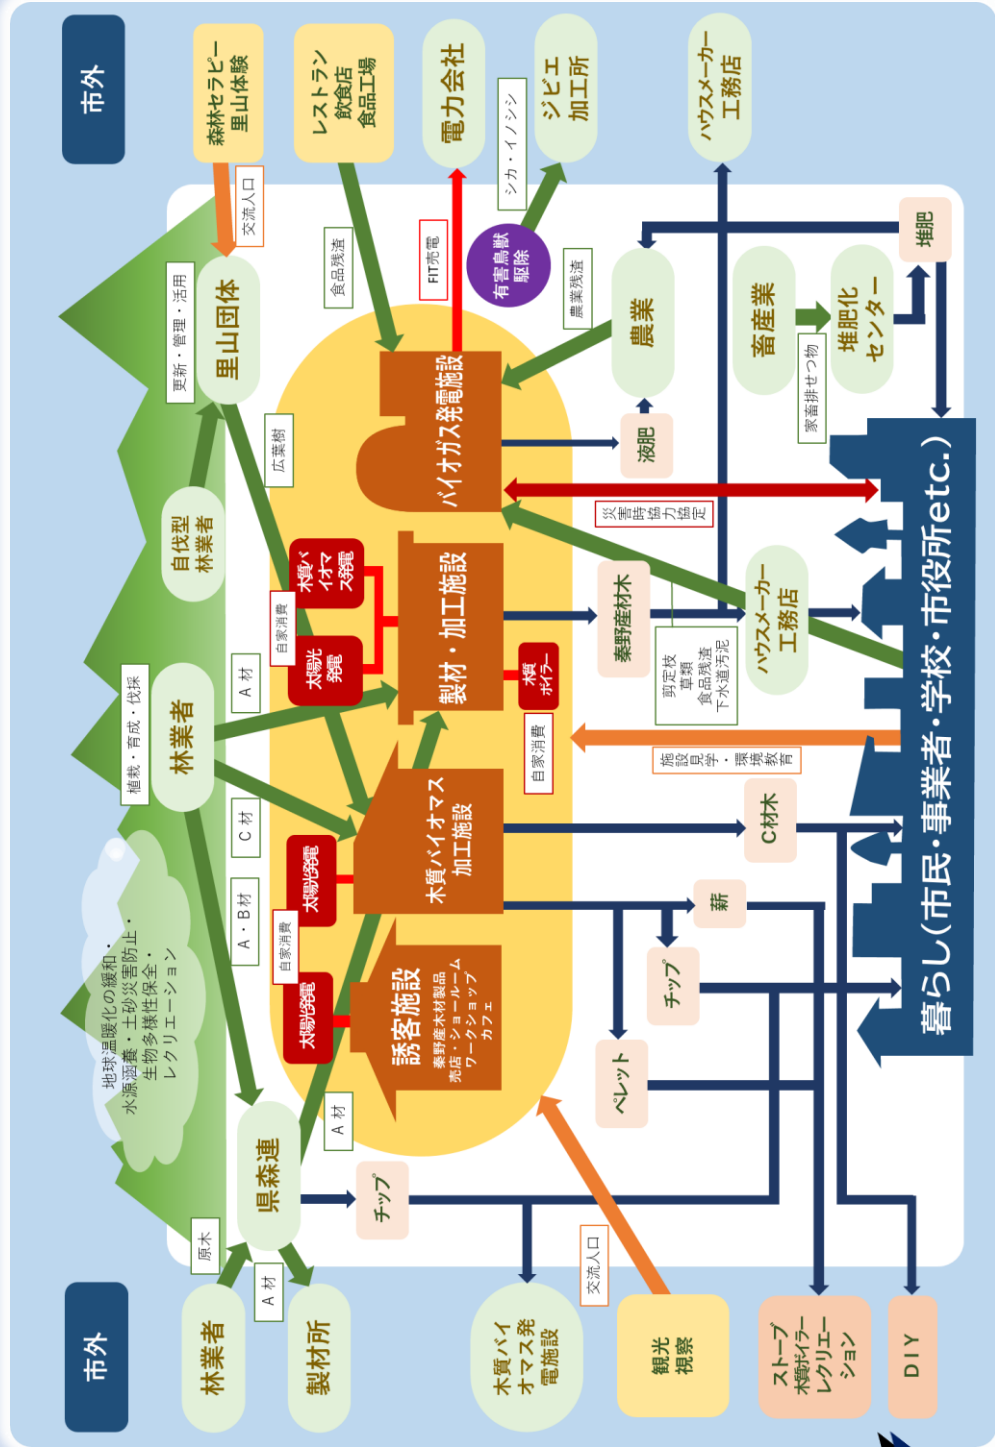 市外
森林セラピー
里山体験
レストラン
飲食店
食品工場
電力会社
ジビエ
加工所
ハウスメーカー
工務店
交流人口
食品残渣
FIT売電
シカ・イノシシ
有害鳥獣
駆除
農業残渣
更新・管理・活用
里山団体
広葉樹
自伐型
林業者
農業
畜産業
家畜排せつ物
堆肥化
センター
堆肥
液肥
バイオガス発電施設
災害時協力協定
木質バ
イオマ
ス発電
自家消費
太陽光
発電
製材・加工施設
木質
ボイラー
自家消費
秦野産材木
剪定枝
草類
食品残渣
下水道汚泥
ハウスメーカー
工務店
植栽・育成・伐採
林業者
A 材
C 材
A・B 材
施設見学・環境教育
太陽光発電
自家消費
太陽光発電
木質バイオマス
加工施設
C材木
薪
チップ
ペレット
誘客施設
秦野産木材製品
売店・ショールーム
ワークショップ
カフェ
地球温暖化の緩和・
水源涵養・土砂災害防止・
生物多様性保全・
レクリエーション
県森連
A 材
チップ
原木
A 材
交流人口
暮らし(市民・事業者・学校・市役所etc.)
市外
林業者
製材所
木質バイ
オマス発
電施設
観光
視察
ストーブ
木質ボイラー
レクリエー
ション
DIY